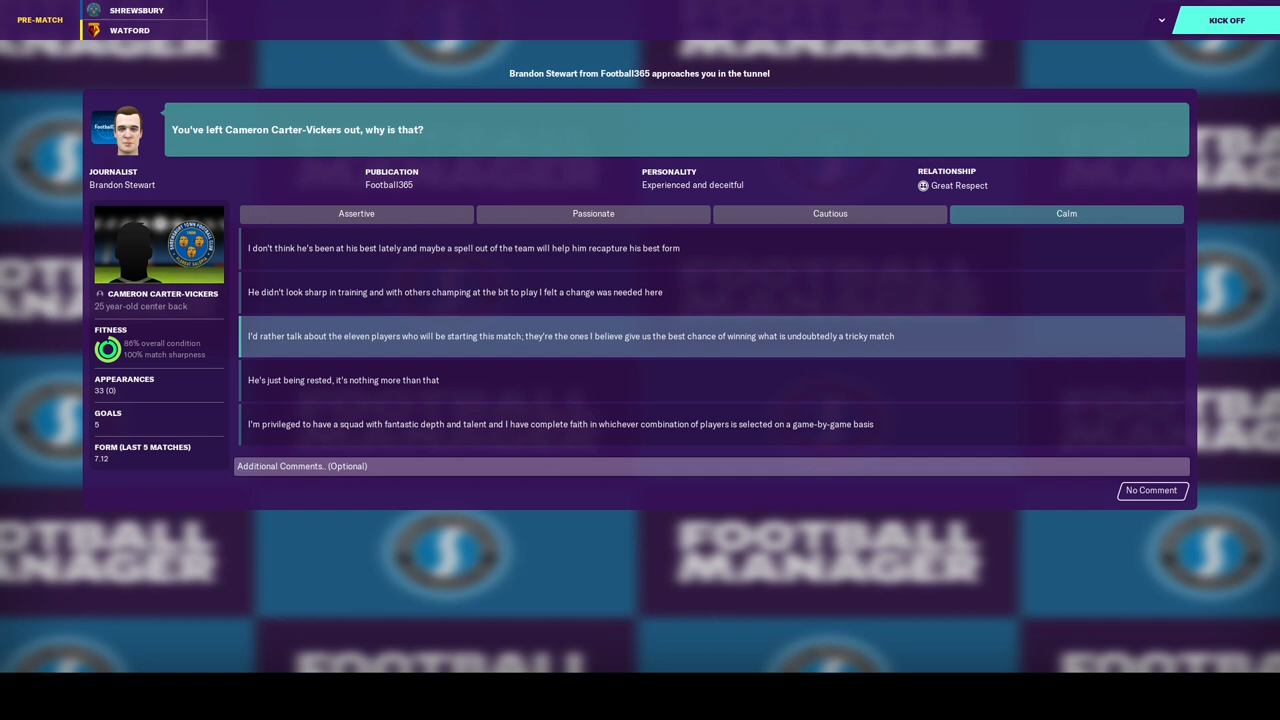 PRE-MATCH
SHREWSBURY
WATFORD
KICK OFF
Brandon Stewart from Football365 approaches you in the tunnel
Football
You've left Cameron Carter-Vickers out, why is that?
JOURNALIST
Brandon Stewart
PUBLICATION
Football365
PERSONALITY
Experienced and deceitful
RELATIONSHIP
Great Respect
Assertive
Passionate
Cautious
Calm
CAMERON CARTER-VICKERS
25 year-old center back
FITNESS
86% overall condition
100% match sharpness
APPEARANCES
33 (0)
GOALS
5
FORM (LAST 5 MATCHES)
7.12
I don't think he's been at his best lately and maybe a spell out of the team will help him recapture his best form
He didn't look sharp in training and with others champing at the bit to play I felt a change was needed here
I'd rather talk about the eleven players who will be starting this match; they're the ones I believe give us the best chance of winning what is undoubtedly a tricky match
He's just being rested, it's nothing more than that
I'm privileged to have a squad with fantastic depth and talent and I have complete faith in whichever combination of players is selected on a game-by-game basis
Additional Comments.. (Optional)
No Comment
FOOTBALL
MANAGER